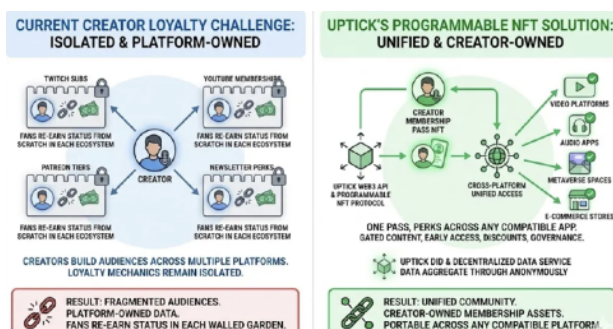 CURRENT CREATOR LOYALTY CHALLENGE:
ISOLATED & PLATFORM-OWNED
TWITCH SUBS
YOUTUBE MEMBERSHIPS
FANS RE-EARN STATUS FROM
SCRATCH IN EACH ECOSYSTEM
FANS RE-EARN STATUS FROM
SCRATCH IN EACH ECOSYSTEM
CREATOR
PATREON TIERS
NEWSLETTER PERKS
FANS RE-EARN STATUS FROM
SCRATCH IN EACH ECOSYSTEM
FANS RE-EARN STATUS FROM
SCRATCH IN EACH ECOSYSTEM
CREATORS BUILD AUDIENCES ACROSS MULTIPLE PLATFORMS.
LOYALTY MECHANICS REMAIN ISOLATED.
RESULT: FRAGMENTED AUDIENCES.
PLATFORM-OWNED DATA.
FANS RE-EARN STATUS IN EACH WALLED GARDEN.
UPTICK'S PROGRAMMABLE NFT SOLUTION:
UNIFIED & CREATOR-OWNED
CREATOR
MEMBERSHIP
PASS NFT
VIDEO PLATFORMS
AUDIO APPS
METAVERSE SPACES
E-COMMERCE STORES
UPTICK WEB3 API
& PROGRAMMABLE
NFT PROTOCOL
CROSS-PLATFORM
UNIFIED ACCESS
ONE PASS, PERKS ACROSS ANY COMPATIBLE APP.
GATED CONTENT, EARLY ACCESS, DISCOUNTS, GOVERNANCE.
UPTICK DID & DECENTRALIZED DATA SERVICE
DATA AGGREGATE THROUGH ANONYMOUSLY
RESULT: UNIFIED COMMUNITY.
CREATOR-OWNED MEMBERSHIP ASSETS.
PORTABLE ACROSS ANY COMPATIBLE PLATFORM.